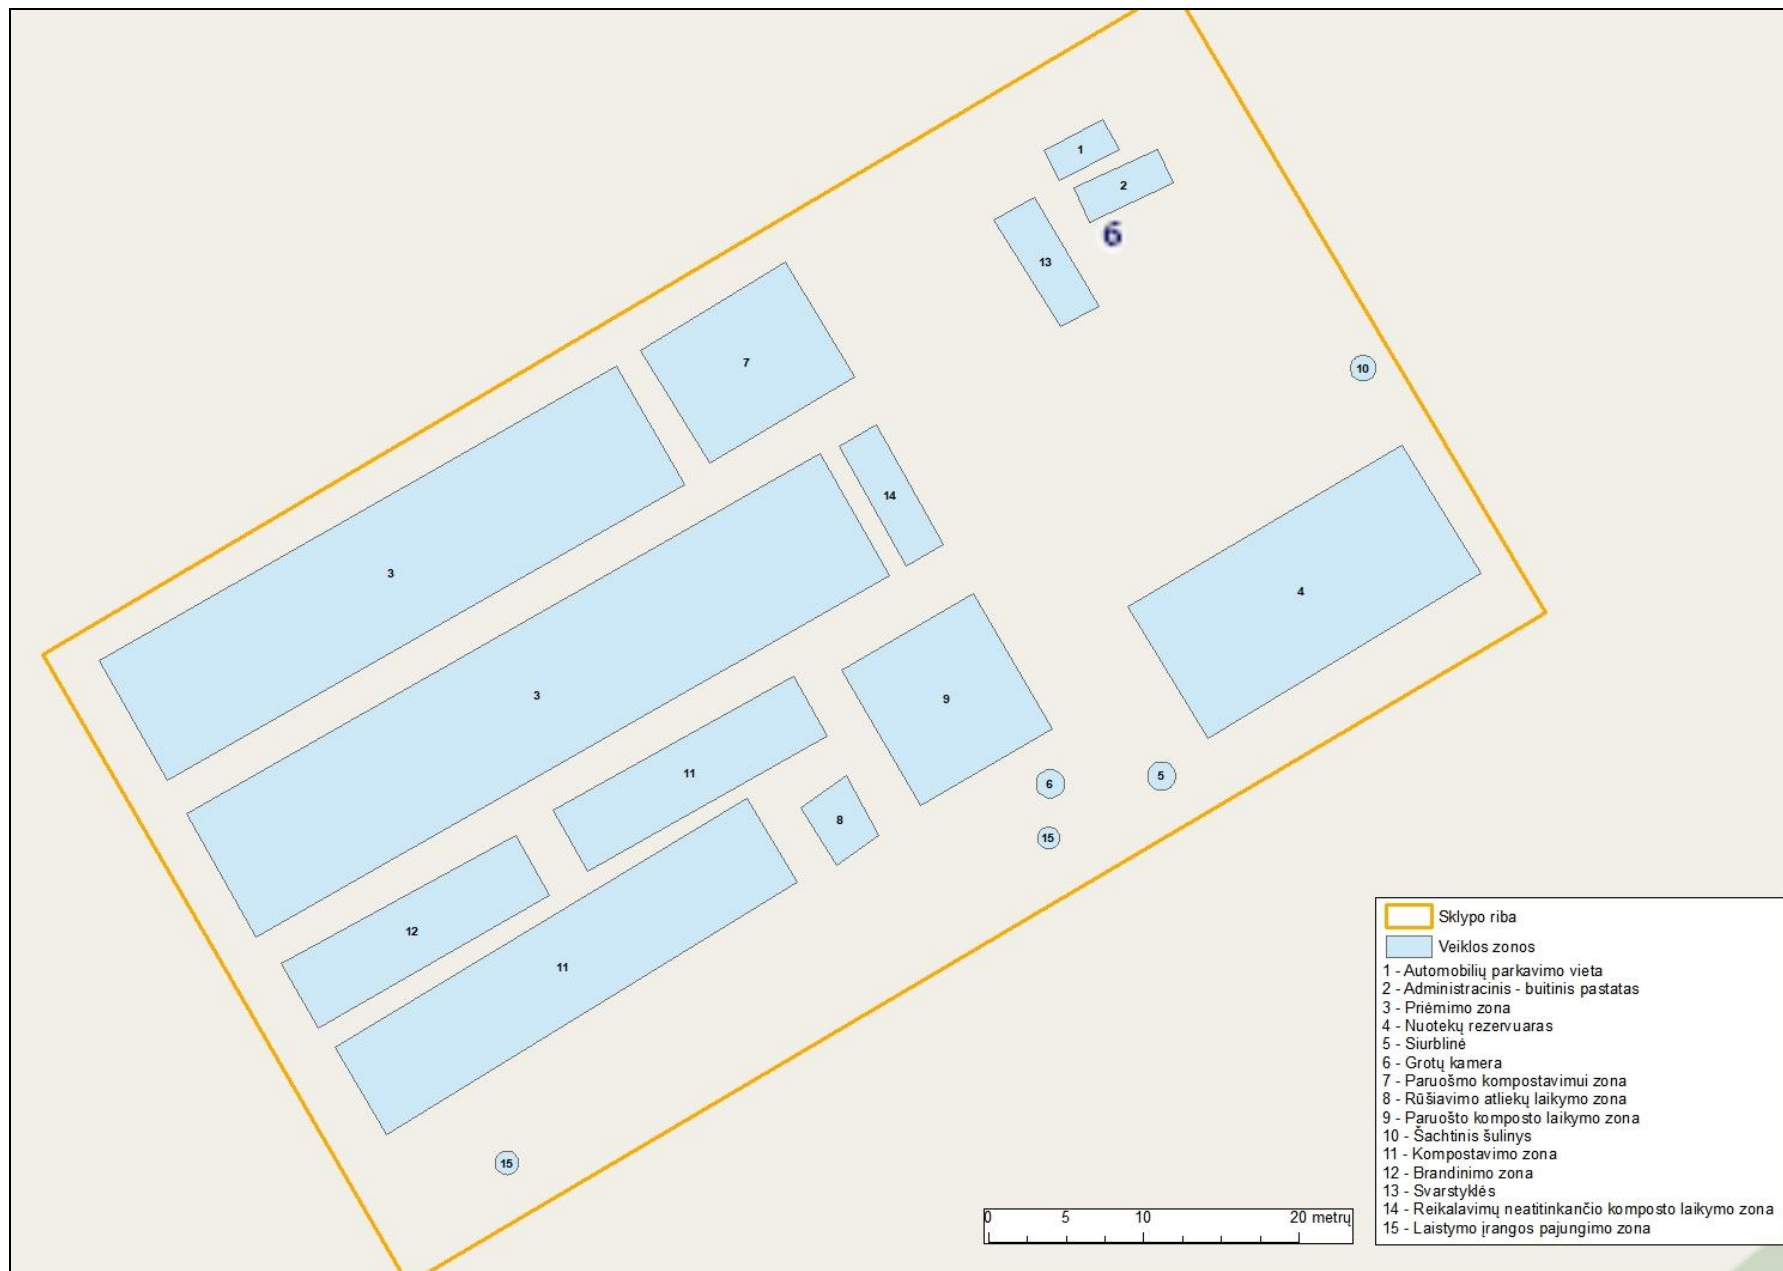 1
2
6
13
7
10
14
3
4
3
9
11
5
6
8
15
12
11
15
Sklypo riba
Veiklos zonos
1 - Automobilių parkavimo vieta
2 - Administracinis - buitinis pastatas
3 - Priėmimo zona
4 - Nuotekų rezervuaras
5 - Siurblinė
6 - Grotų kamera
7 - Paruošmo kompostavimui zona
8 - Rūšiavimo atliekų laikymo zona
9 - Paruošto komposto laikymo zona
10 - Šachtinis šulinys
11 - Kompostavimo zona
12 - Brandinimo zona
13 - Svarstyklės
14 - Reikalavimų neatitinkančio komposto laikymo zona
15 - Laistymo įrangos pajungimo zona
0 5 10 20 metrų